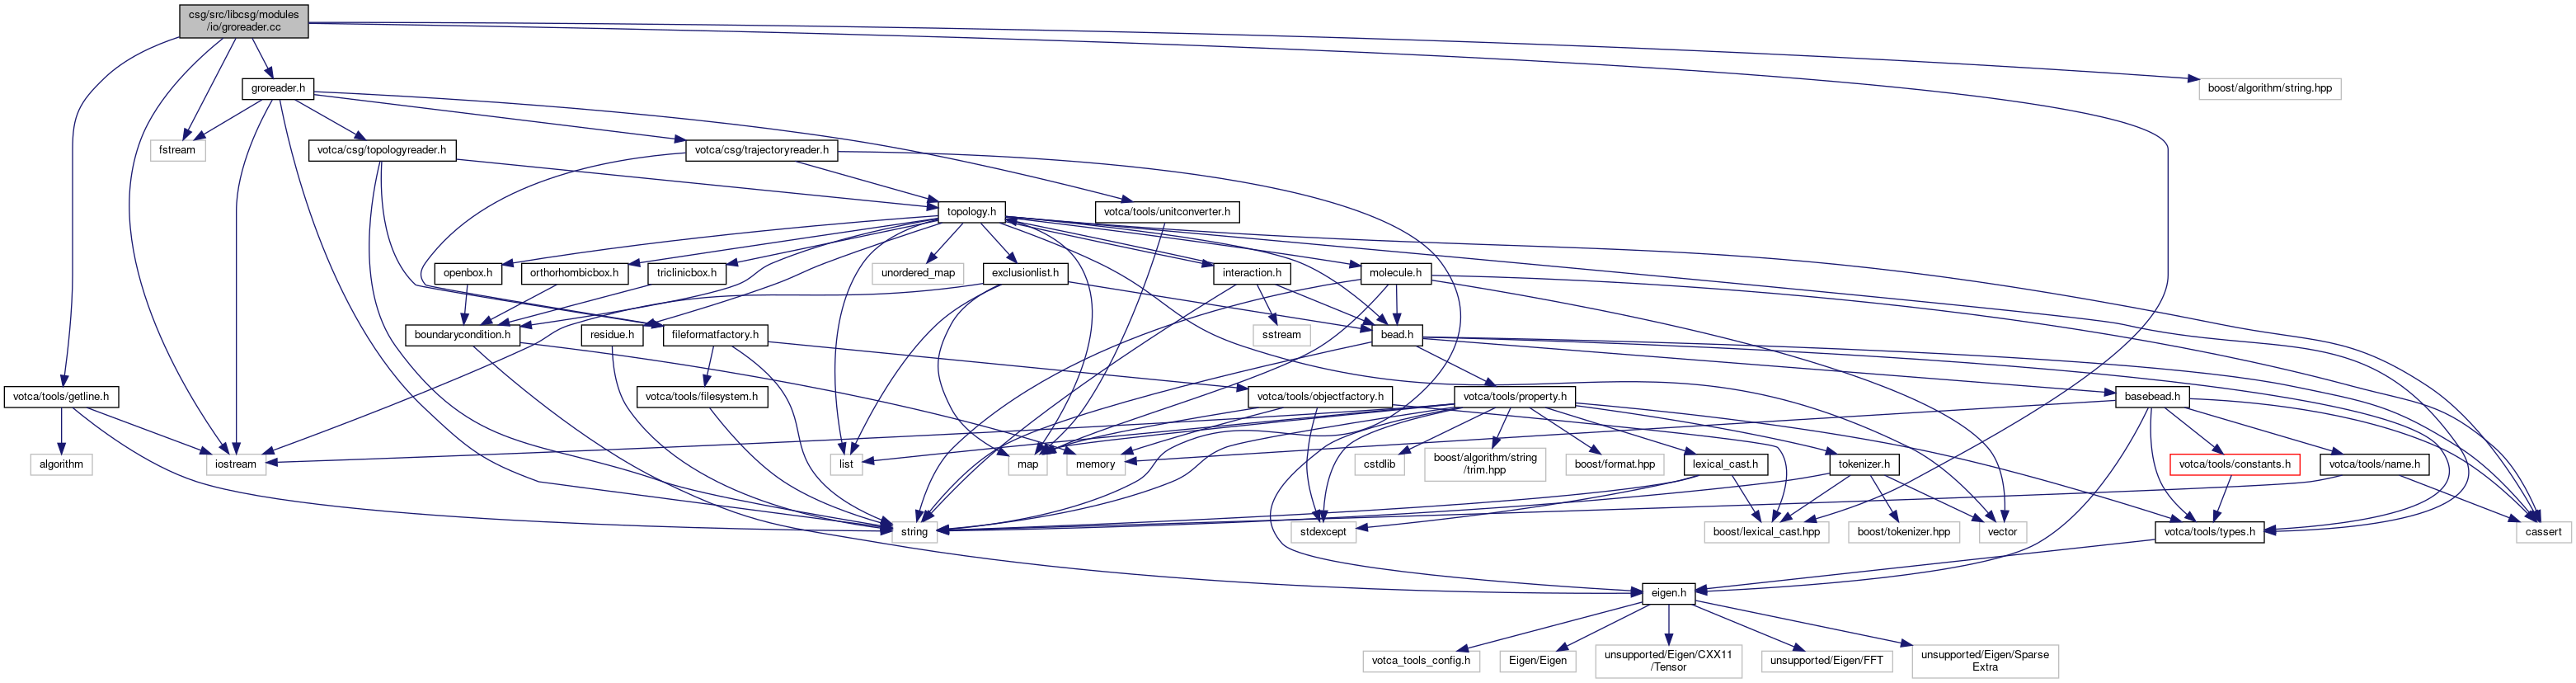 csg/src/libcsg/modules
/io/groreader.cc
groreader.h
boost/algorithm/string.hpp
fstream
votca/csg/topologyreader.h
votca/csg/trajectoryreader.h
topology.h
votca/tools/unitconverter.h
openbox.h
orthorhombicbox.h
triclinicbox.h
unordered_map
exclusionlist.h
interaction.h
molecule.h
boundarycondition.h
residue.h
fileformatfactory.h
sstream
bead.h
votca/tools/getline.h
votca/tools/filesystem.h
votca/tools/objectfactory.h
votca/tools/property.h
basebead.h
algorithm
iostream
list
map
memory
cstdlib
boost/algorithm/string
/trim.hpp
boost/format.hpp
lexical_cast.h
tokenizer.h
votca/tools/constants.h
votca/tools/name.h
string
stdexcept
boost/lexical_cast.hpp
boost/tokenizer.hpp
vector
votca/tools/types.h
cassert
eigen.h
votca_tools_config.h
Eigen/Eigen
unsupported/Eigen/CXX11
/Tensor
unsupported/Eigen/FFT
unsupported/Eigen/Sparse
Extra